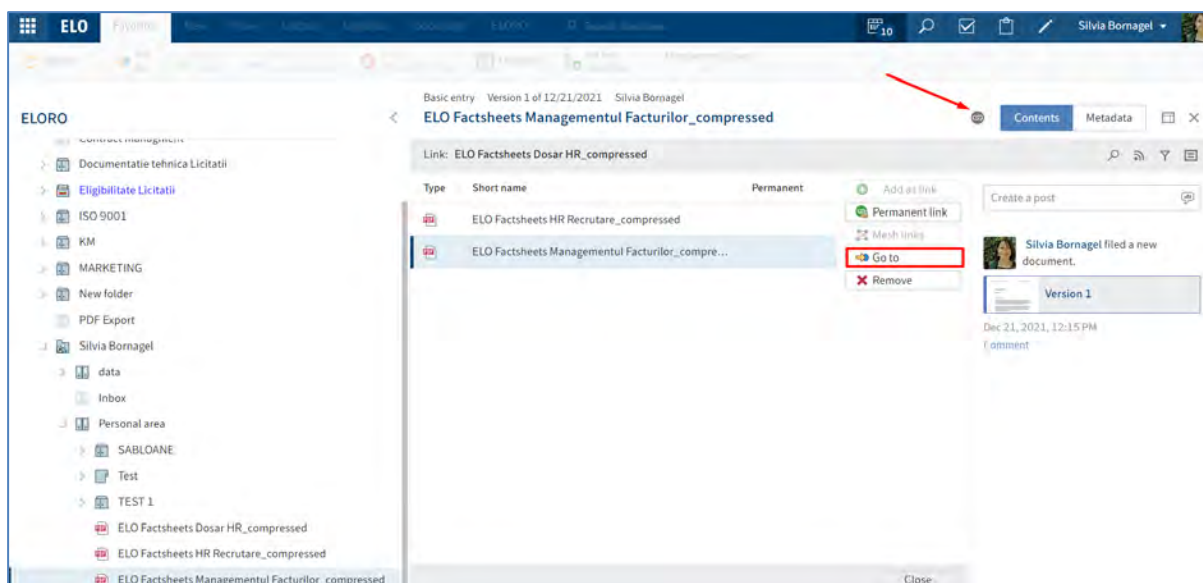 ELO
10
Silvia Bornagel
ELORO
Basic entry Version 1 of 12/21/2021 Silvia Bornagel
ELO Factsheets Managementul Facturilor_compressed
Contents Metadata
Link: ELO Factsheets Dosar HR_compressed
Type Short name Permanent
ELO Factsheets HR Recrutare_compressed
ELO Factsheets Managementul Facturilor_compre...
Add as link
Permanent link
Mesh links
Go to
Remove
Create a post
Silvia Bornagel filed a new
document.
Version 1
Dec 21, 2021, 12:15 PM
Comment
Documentatie tehnica Licitatii
Eligibilitate Licitatii
ISO 9001
KM
MARKETING
New folder
PDF Export
Silvia Bornagel
data
Inbox
Personal area
SABLOANE
Test
TEST 1
ELO Factsheets Dosar HR_compressed
ELO Factsheets HR Recrutare_compressed
ELO Factsheets Managementul Facturilor_compressed
Close